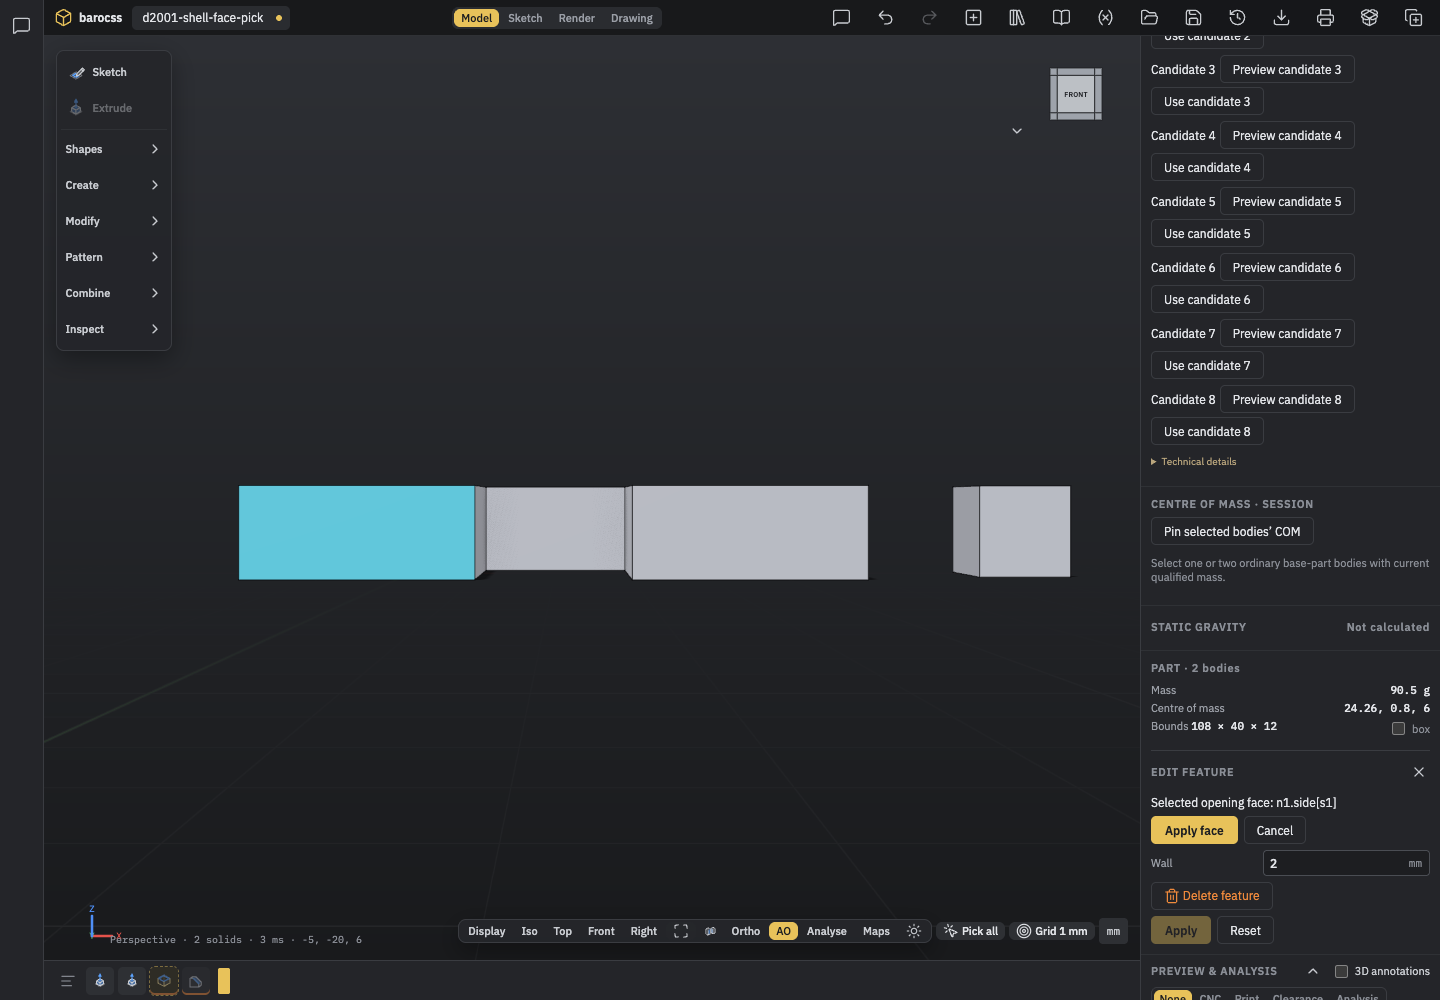 barocss
d2001-shell-face-pick
Model
Sketch
Render
Drawing
Sketch
Extrude
Shapes
Create
Modify
Pattern
Combine
Inspect
FRONT
Z
X
Perspective · 2 solids · 3 ms · -5, -20, 6
Display
Iso
Top
Front
Right
Ortho
AO
Analyse
Maps
Pick all
Grid 1 mm
mm
Use candidate 2
Candidate 3 Preview candidate 3
Use candidate 3
Candidate 4 Preview candidate 4
Use candidate 4
Candidate 5 Preview candidate 5
Use candidate 5
Candidate 6 Preview candidate 6
Use candidate 6
Candidate 7 Preview candidate 7
Use candidate 7
Candidate 8 Preview candidate 8
Use candidate 8
Technical details
CENTRE OF MASS · SESSION
Pin selected bodies’ COM
Select one or two ordinary base-part bodies with current
qualified mass.
STATIC GRAVITY Not calculated
PART · 2 bodies
Mass 90.5 g
Centre of mass 24.26, 0.8, 6
Bounds 108 × 40 × 12 box
EDIT FEATURE
Selected opening face: n1.side[s1]
Apply face Cancel
Wall 2 mm
Delete feature
Apply Reset
PREVIEW & ANALYSIS 3D annotations
None CNC Print Clearance Analysis